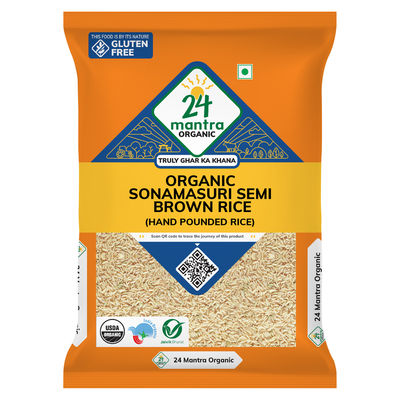 THIS FOOD IS BY ITS NATURE
GLUTEN
FREE
24
mantra
ORGANIC
TRULY GHAR KA KHANA
ORGANIC
SONAMASURI SEMI
BROWN RICE
(HAND POUNDED RICE)
Scan QR code to trace the journey of this product
USDA
ORGANIC
Jaivik Bharat
24 Mantra Organic
24 Mantra Organic